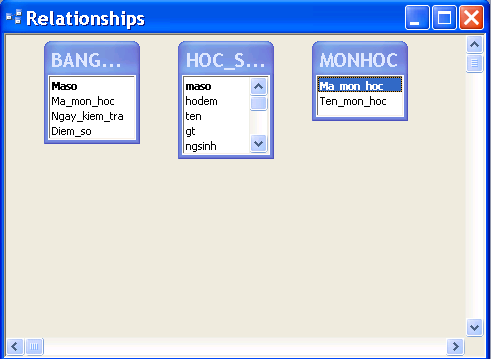 Relationships
BANG...
Maso
Ma_mon_hoc
Ngay_kiem_tra
Diem_so
HOC_S...
maso
hodem
ten
gt
ngsinh
MONHOC
Ma_mon_hoc
Ten_mon_hoc